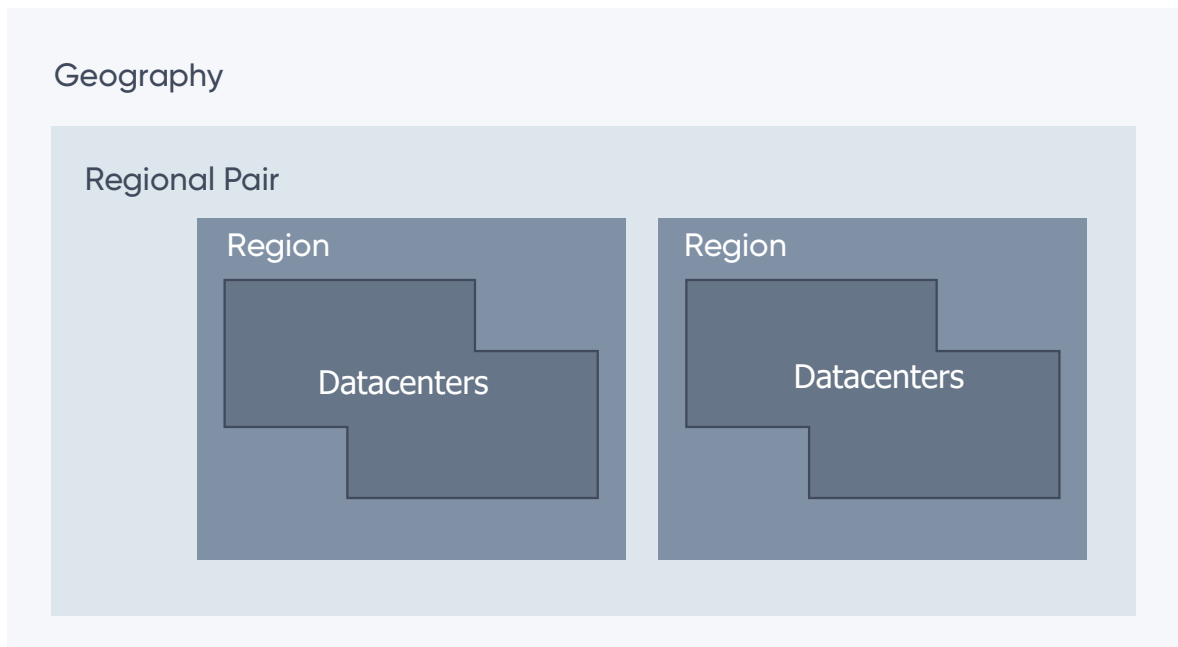 Geography
Regional Pair
Region
Region
Datacenters
Datacenters